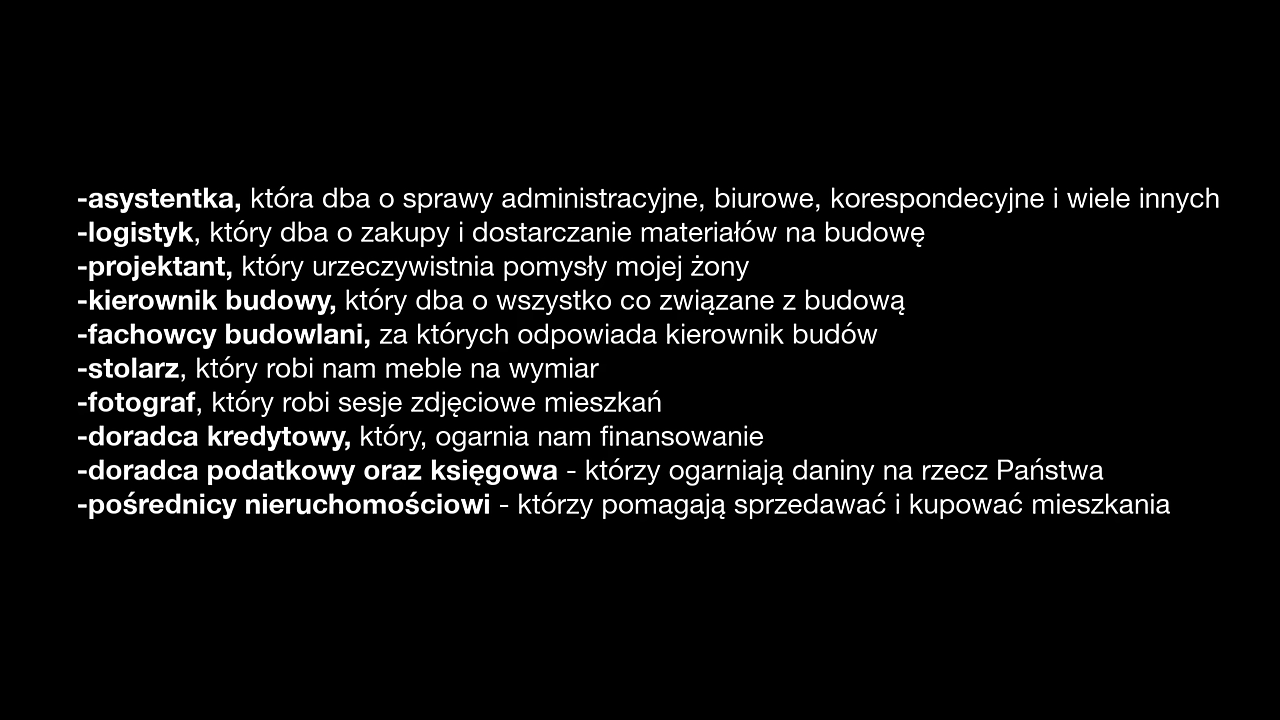 -asystentka, która dba o sprawy administracyjne, biurowe, korespondecyjne i wiele innych
-logistyk, który dba o zakupy i dostarczanie materiałów na budowę
-projektant, który urzeczywistnia pomysły mojej żony
-kierownik budowy, który dba o wszystko co związane z budową
-fachowcy budowlani, za których odpowiada kierownik budów
-stolarz, który robi nam meble na wymiar
-fotograf, który robi sesje zdjęciowe mieszkań
-doradca kredytowy, który, ogarnia nam finansowanie
-doradca podatkowy oraz księgowa - którzy ogarniają daniny na rzecz Państwa
-pośrednicy nieruchomościowi - którzy pomagają sprzedawać i kupować mieszkania